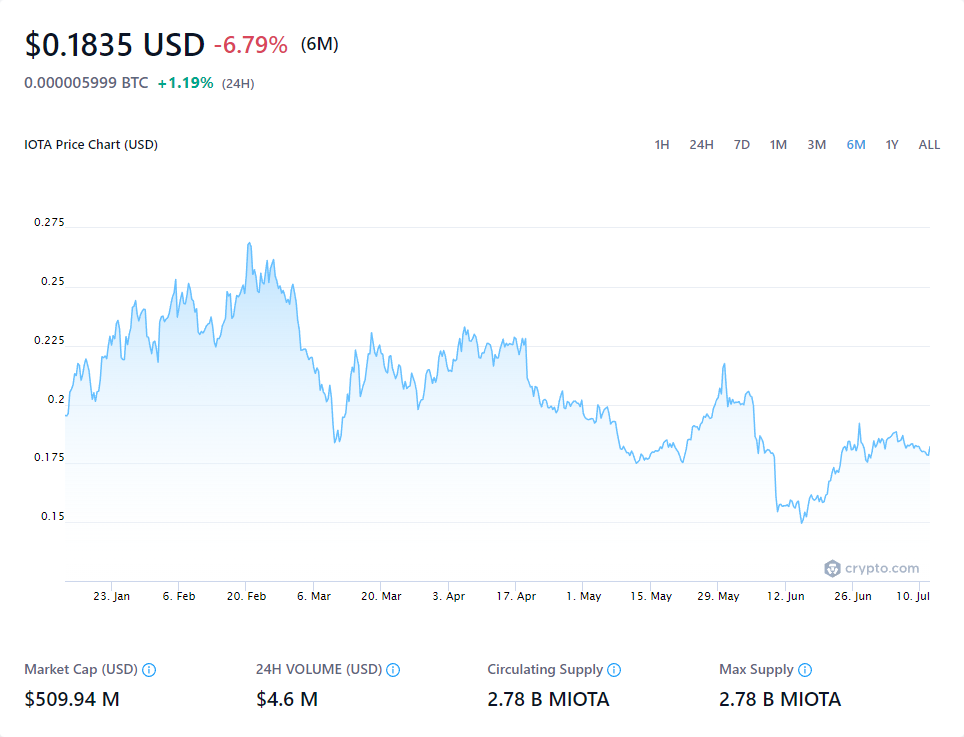 $0.1835 USD -6.79% (6M)
0.000005999 BTC +1.19% (24H)
IOTA Price Chart (USD) 1H 24H 7D 1M 3M 6M 1Y ALL
0.275
0.25
0.225
0.2
0.175
0.15
crypto.com
23. Jan 6. Feb 20. Feb 6. Mar 20. Mar 3. Apr 17. Apr 1. May 15. May 29. May 12. Jun 26. Jun 10. Jul
Market Cap (USD) 24H VOLUME (USD) Circulating Supply Max Supply
$509.94 M $4.6 M 2.78 B MIOTA 2.78 B MIOTA